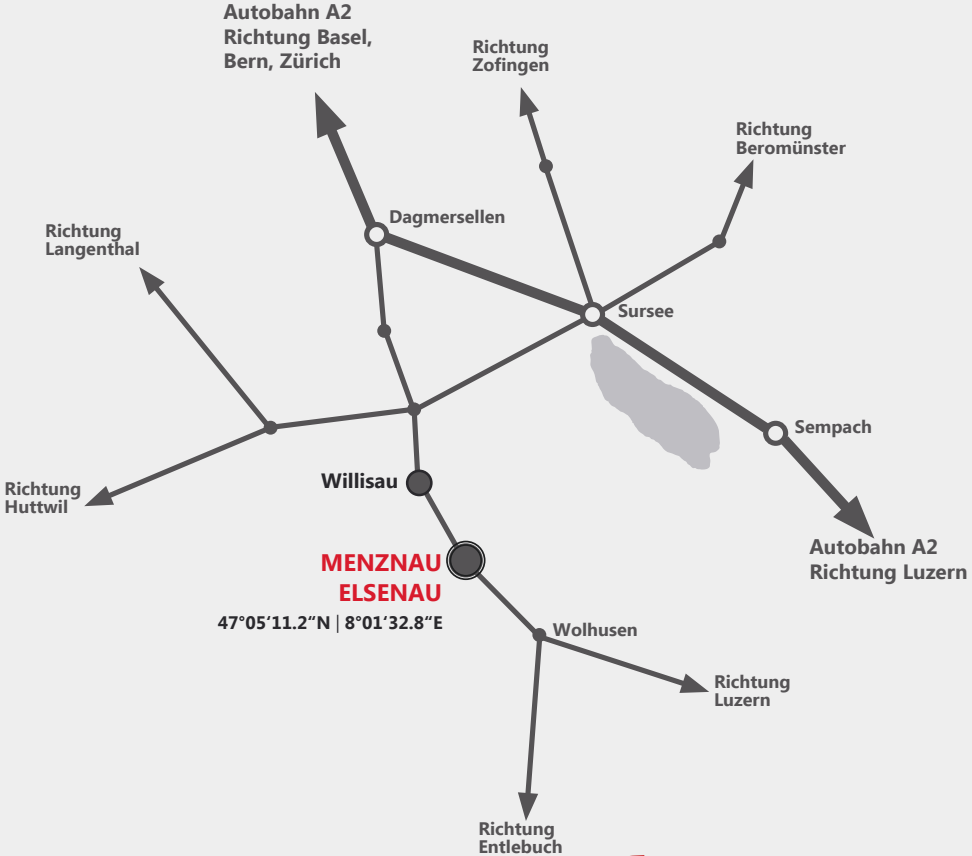 Autobahn A2
Richtung Basel,
Bern, Zürich
Richtung
Zofingen
Richtung
Beromünster
Dagmersellen
Richtung
Langenthal
Sursee
Sempach
Willisau
Richtung
Huttwil
Autobahn A2
Richtung Luzern
MENZNAU
ELSENAU
47°05‘11.2“N | 8°01‘32.8“E
Wolhusen
Richtung
Luzern
Richtung
Entlebuch